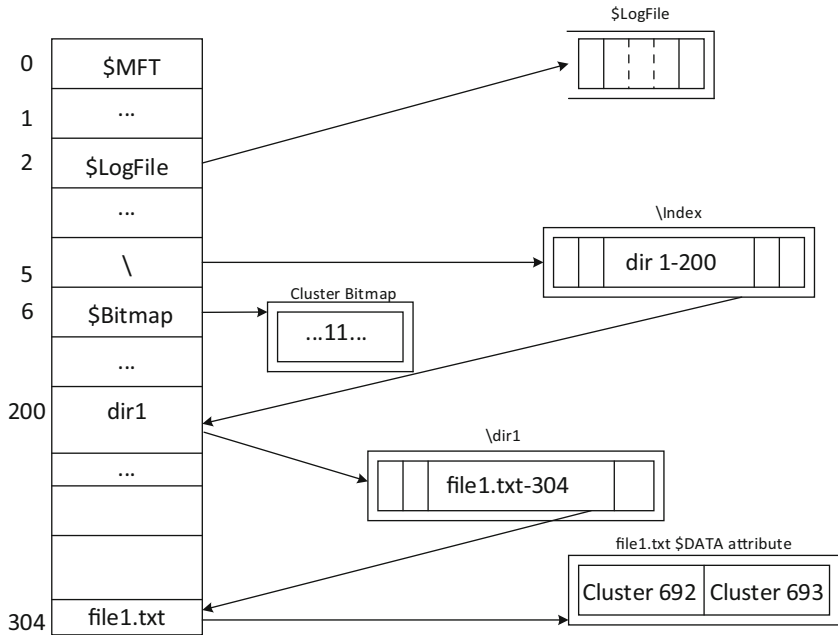 $LogFile
0
$MFT
1
...
2
$LogFile
...
\Index
5
\
dir 1-200
6
$Bitmap
Cluster Bitmap
...11...
...
200
dir1
\dir1
...
file1.txt-304
file1.txt $DATA attribute
Cluster 692
Cluster 693
304
file1.txt